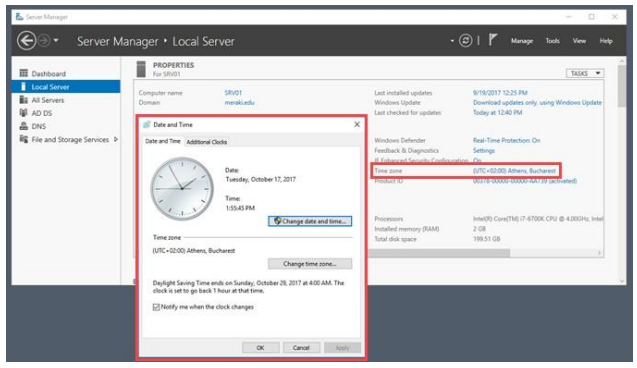 Server Manager
Server Manager • Local Server
Manage Tools View Help
Dashboard
Local Server
All Servers
AD DS
DNS
File and Storage Services
PROPERTIES
For SRV01
TASKS
Computer name SRV01
Domain meraki.edu
Last installed updates 9/19/2017 12:25 PM
Windows Update Download updates only, using Windows Update
Last checked for updates Today at 12:40 PM
Windows Defender Real-Time Protection: On
Feedback & Diagnostics Settings
IE Enhanced Security Configuration On
Time zone (UTC+02:00) Athens, Bucharest
Product ID 00378-00000-00000-AA739 (activated)
Processors Intel(R) Core(TM) i7-6700K CPU @ 4.00GHz, Intel
Installed memory (RAM) 2 GB
Total disk space 199.51 GB
Date and Time
Date and Time Additional Clocks
Date:
Tuesday, October 17, 2017
Time:
1:55:45 PM
Change date and time...
Time zone
(UTC+02:00) Athens, Bucharest
Change time zone...
Daylight Saving Time ends on Sunday, October 29, 2017 at 4:00 AM. The
clock is set to go back 1 hour at that time.
Notify me when the clock changes
OK Cancel Apply